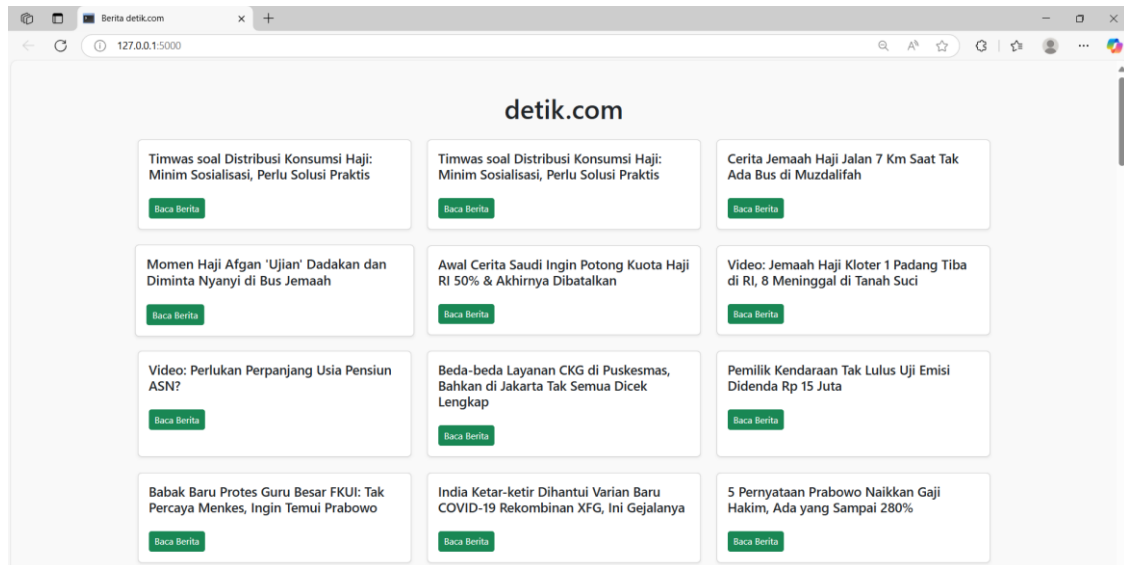 Berita detik.com
127.0.0.1:5000
detik.com
Timwas soal Distribusi Konsumsi Haji:
Minim Sosialisasi, Perlu Solusi Praktis
Baca Berita
Timwas soal Distribusi Konsumsi Haji:
Minim Sosialisasi, Perlu Solusi Praktis
Baca Berita
Cerita Jemaah Haji Jalan 7 Km Saat Tak
Ada Bus di Muzdalifah
Baca Berita
Momen Haji Afgan 'Ujian' Dadakan dan
Diminta Nyanyi di Bus Jemaah
Baca Berita
Awal Cerita Saudi Ingin Potong Kuota Haji
RI 50% & Akhirnya Dibatalkan
Baca Berita
Video: Jemaah Haji Kloter 1 Padang Tiba
di RI, 8 Meninggal di Tanah Suci
Baca Berita
Video: Perlukan Perpanjang Usia Pensiun
ASN?
Baca Berita
Beda-beda Layanan CKG di Puskesmas,
Bahkan di Jakarta Tak Semua Dicek
Lengkap
Baca Berita
Pemilik Kendaraan Tak Lulus Uji Emisi
Didenda Rp 15 Juta
Baca Berita
Babak Baru Protes Guru Besar FKUI: Tak
Percaya Menkes, Ingin Temui Prabowo
Baca Berita
India Ketar-ketir Dihantui Varian Baru
COVID-19 Rekombinan XFG, Ini Gejalanya
Baca Berita
5 Pernyataan Prabowo Naikkan Gaji
Hakim, Ada yang Sampai 280%
Baca Berita